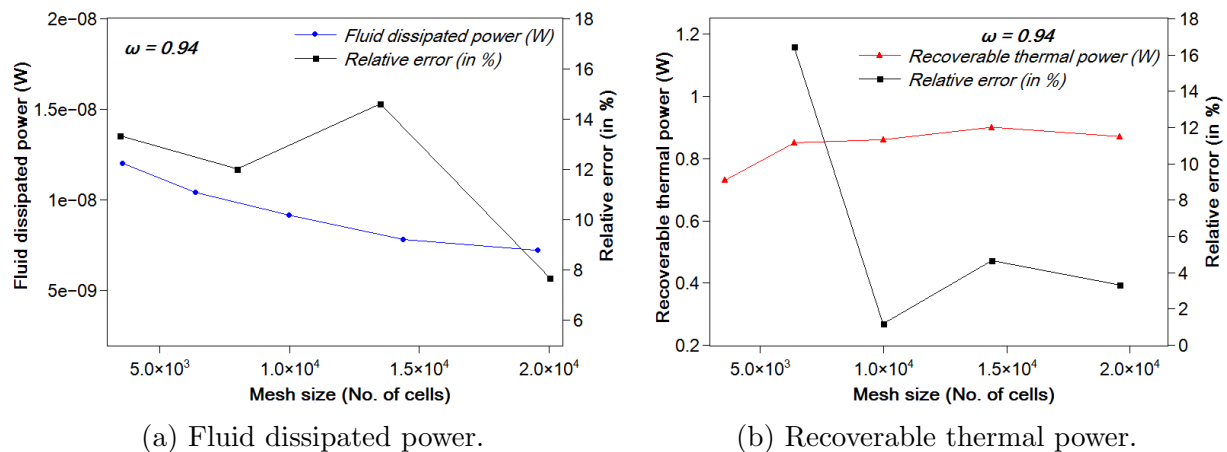 2e−08
1.5e−08
1e−08
5e−09
Fluid dissipated power (W)
ω = 0.94
Fluid dissipated power (W)
Relative error (in %)
18
16
14
12
10
8
6
Relative error (in %)
5.0×10³ 1.0×10⁴ 1.5×10⁴ 2.0×10⁴
Mesh size (No. of cells)
(a) Fluid dissipated power.
1.2
1
0.8
0.6
0.4
0.2
Recoverable thermal power (W)
ω = 0.94
Recoverable thermal power (W)
Relative error (in %)
18
16
14
12
10
8
6
4
2
0
Relative error (in %)
5.0×10³ 1.0×10⁴ 1.5×10⁴ 2.0×10⁴
Mesh size (No. of cells)
(b) Recoverable thermal power.